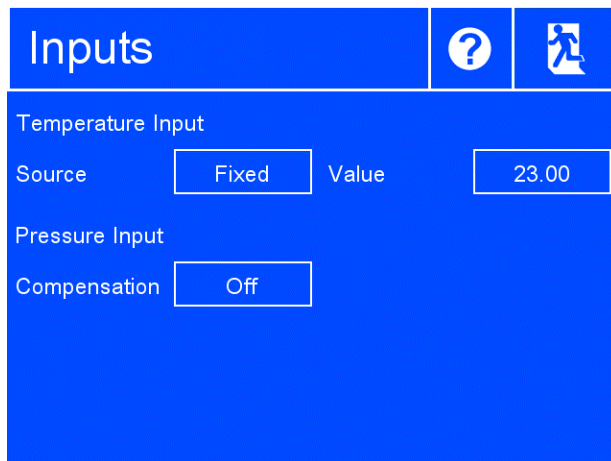 Inputs ?
Temperature Input
Source Fixed Value 23.00
Pressure Input
Compensation Off